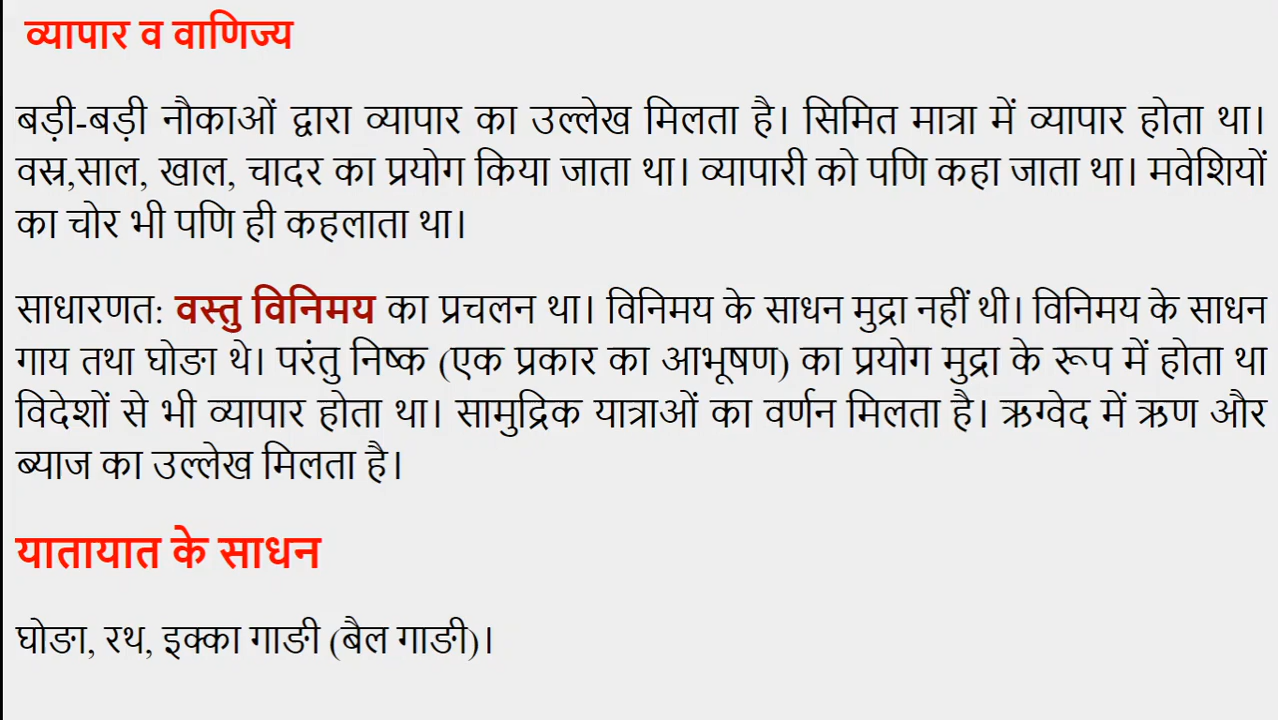 व्यापार व वाणिज्य
बड़ी-बड़ी नौकाओं द्वारा व्यापार का उल्लेख मिलता है। सिमित मात्रा में व्यापार होता था।
वस्र,साल, खाल, चादर का प्रयोग किया जाता था। व्यापारी को पणि कहा जाता था। मवेशियों
का चोर भी पणि ही कहलाता था।
साधारणत: वस्तु विनिमय का प्रचलन था। विनिमय के साधन मुद्रा नहीं थी। विनिमय के साधन
गाय तथा घोङा थे। परंतु निष्क (एक प्रकार का आभूषण) का प्रयोग मुद्रा के रूप में होता था
विदेशों से भी व्यापार होता था। सामुद्रिक यात्राओं का वर्णन मिलता है। ऋग्वेद में ऋण और
ब्याज का उल्लेख मिलता है।
यातायात के साधन
घोङा, रथ, इक्का गाङी (बैल गाङी)।